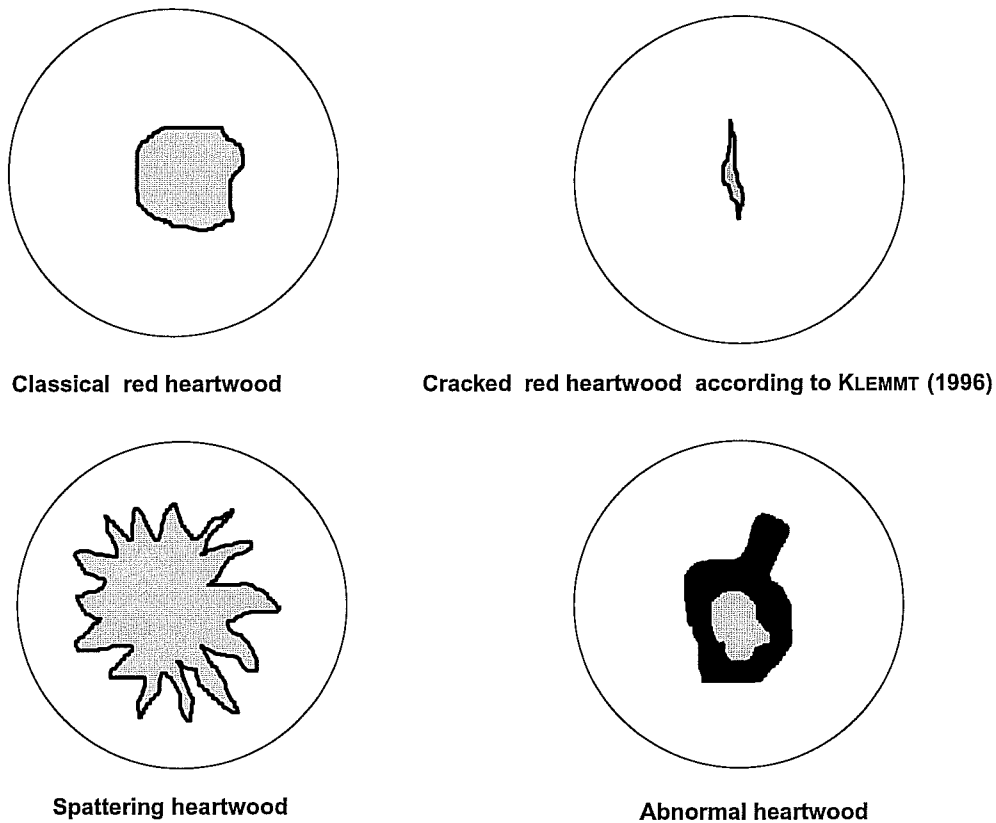 Classical red heartwood
Cracked red heartwood according to KLEMMT (1996)
Spattering heartwood
Abnormal heartwood